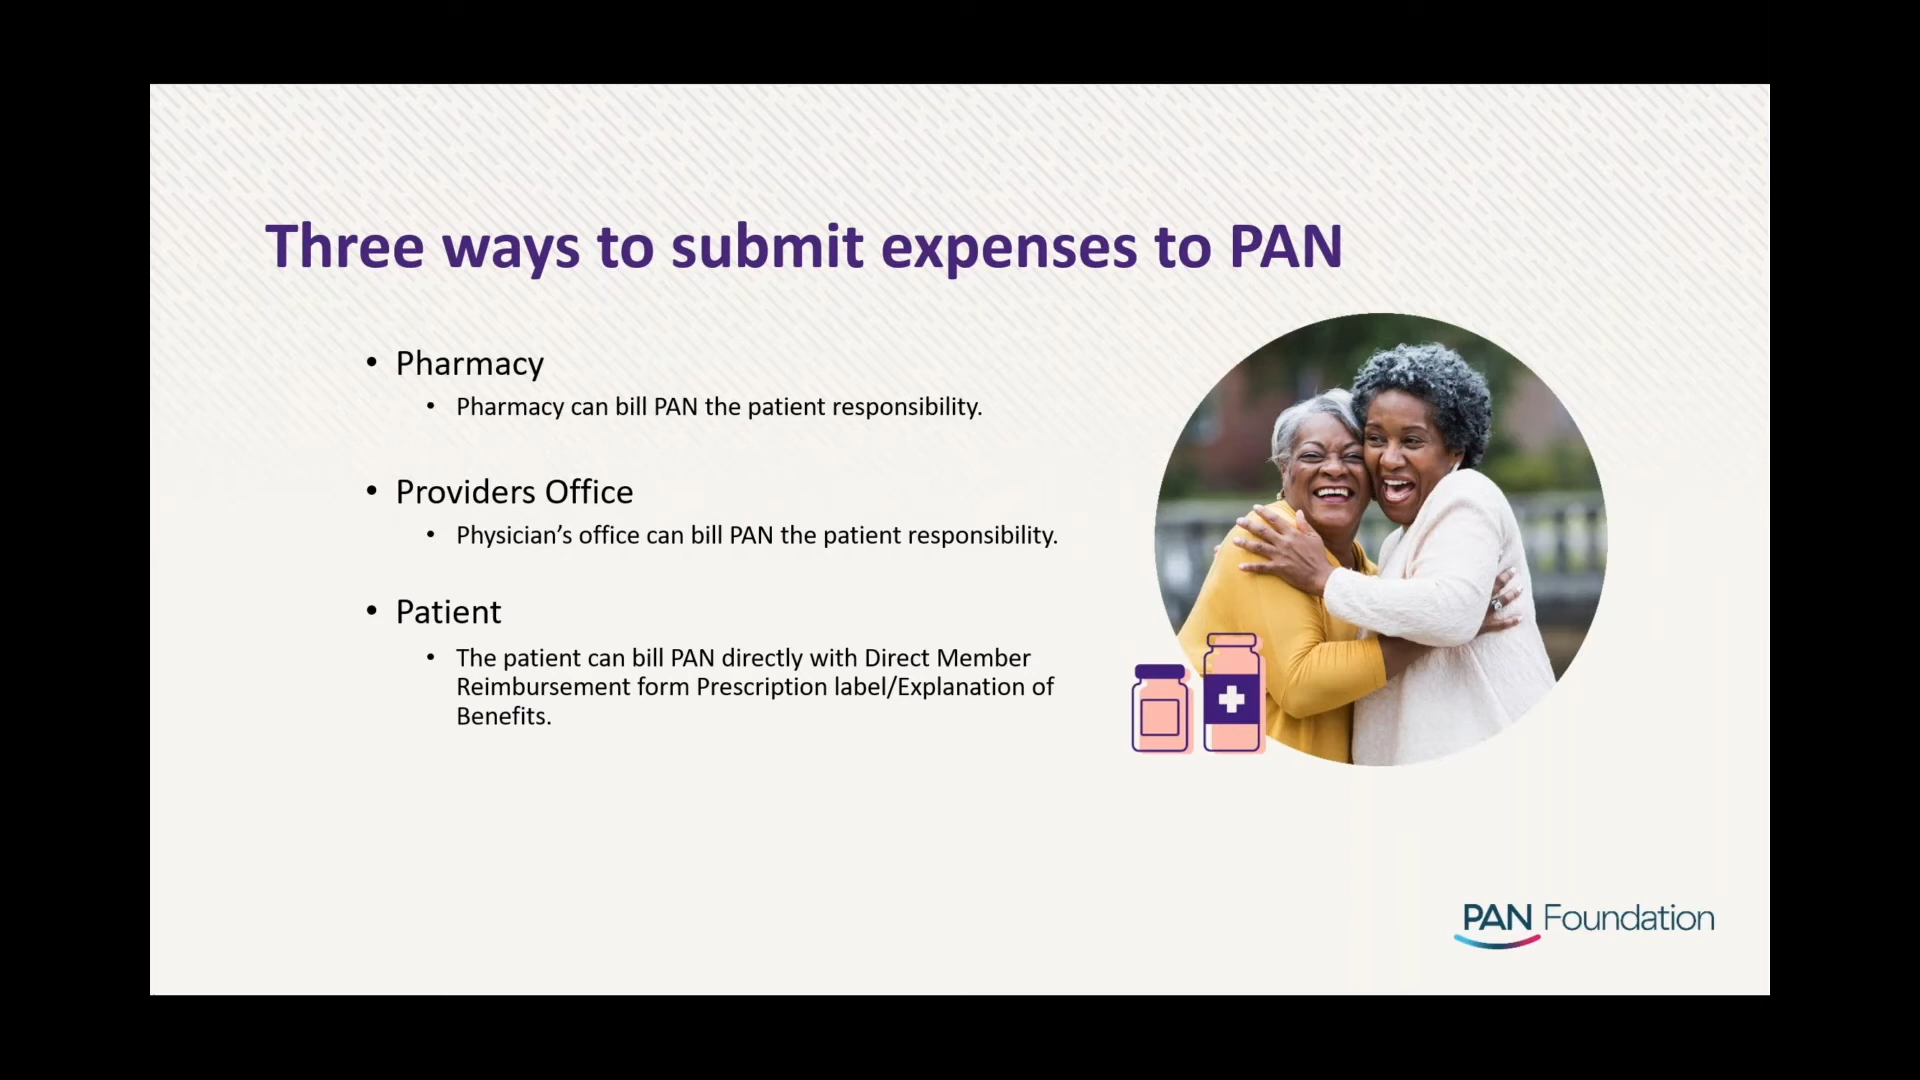 Three ways to submit expenses to PAN
• Pharmacy
• Pharmacy can bill PAN the patient responsibility.
• Providers Office
• Physician’s office can bill PAN the patient responsibility.
• Patient
• The patient can bill PAN directly with Direct Member
Reimbursement form Prescription label/Explanation of
Benefits.
PAN Foundation